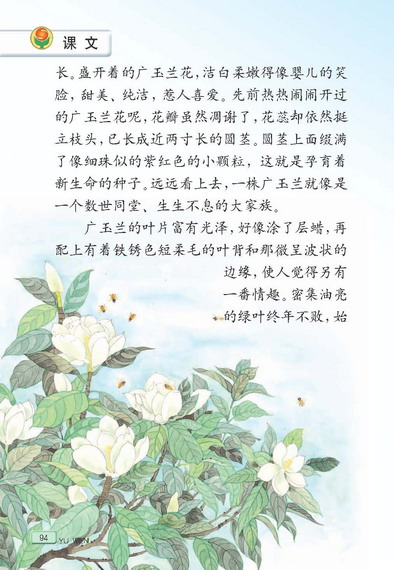 课文
长。盛开着的广玉兰花，洁白柔嫩得像婴儿的笑
脸，甜美、纯洁，惹人喜爱。先前热热闹闹开过
的广玉兰花呢，花瓣虽然凋谢了，花蕊却依然挺
立枝头，已长成近两寸长的圆茎。圆茎上面缀满
了像细珠似的紫红色的小颗粒，这就是孕育着
新生命的种子。远远看上去，一株广玉兰就像是
一个数世同堂、生生不息的大家族。
广玉兰的叶片富有光泽，好像涂了层蜡，再
配上有着铁锈色短柔毛的叶背和那微呈波状的
边缘，使人觉得另有
一番情趣。密集油亮
的绿叶终年不败，始
94
YU WEN